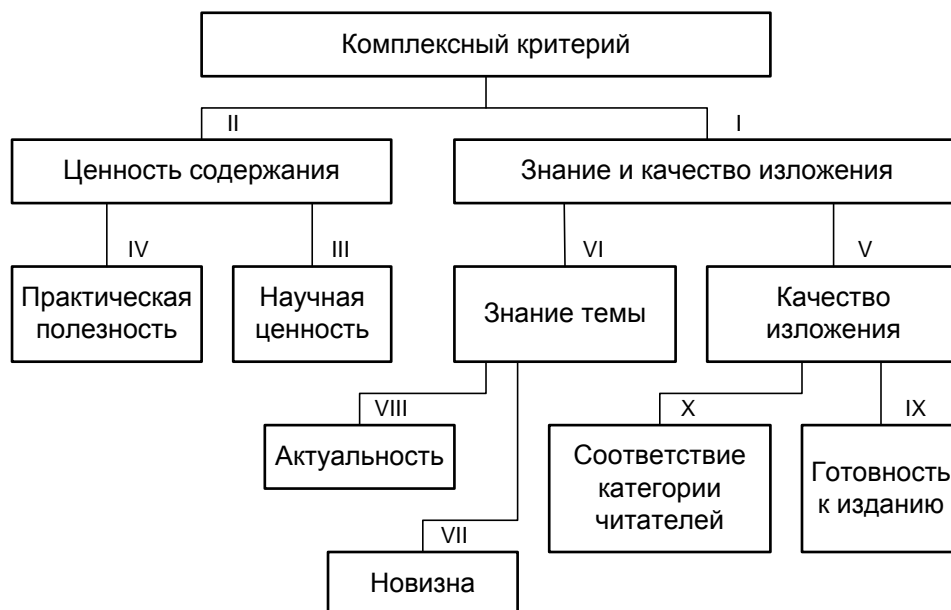 Комплексный критерий
II
I
Ценность содержания
Знание и качество изложения
IV
III
VI
V
Практическая
полезность
Научная
ценность
Знание темы
Качество
изложения
VIII
X
IX
Актуальность
Соответствие
категории
читателей
Готовность
к изданию
VII
Новизна